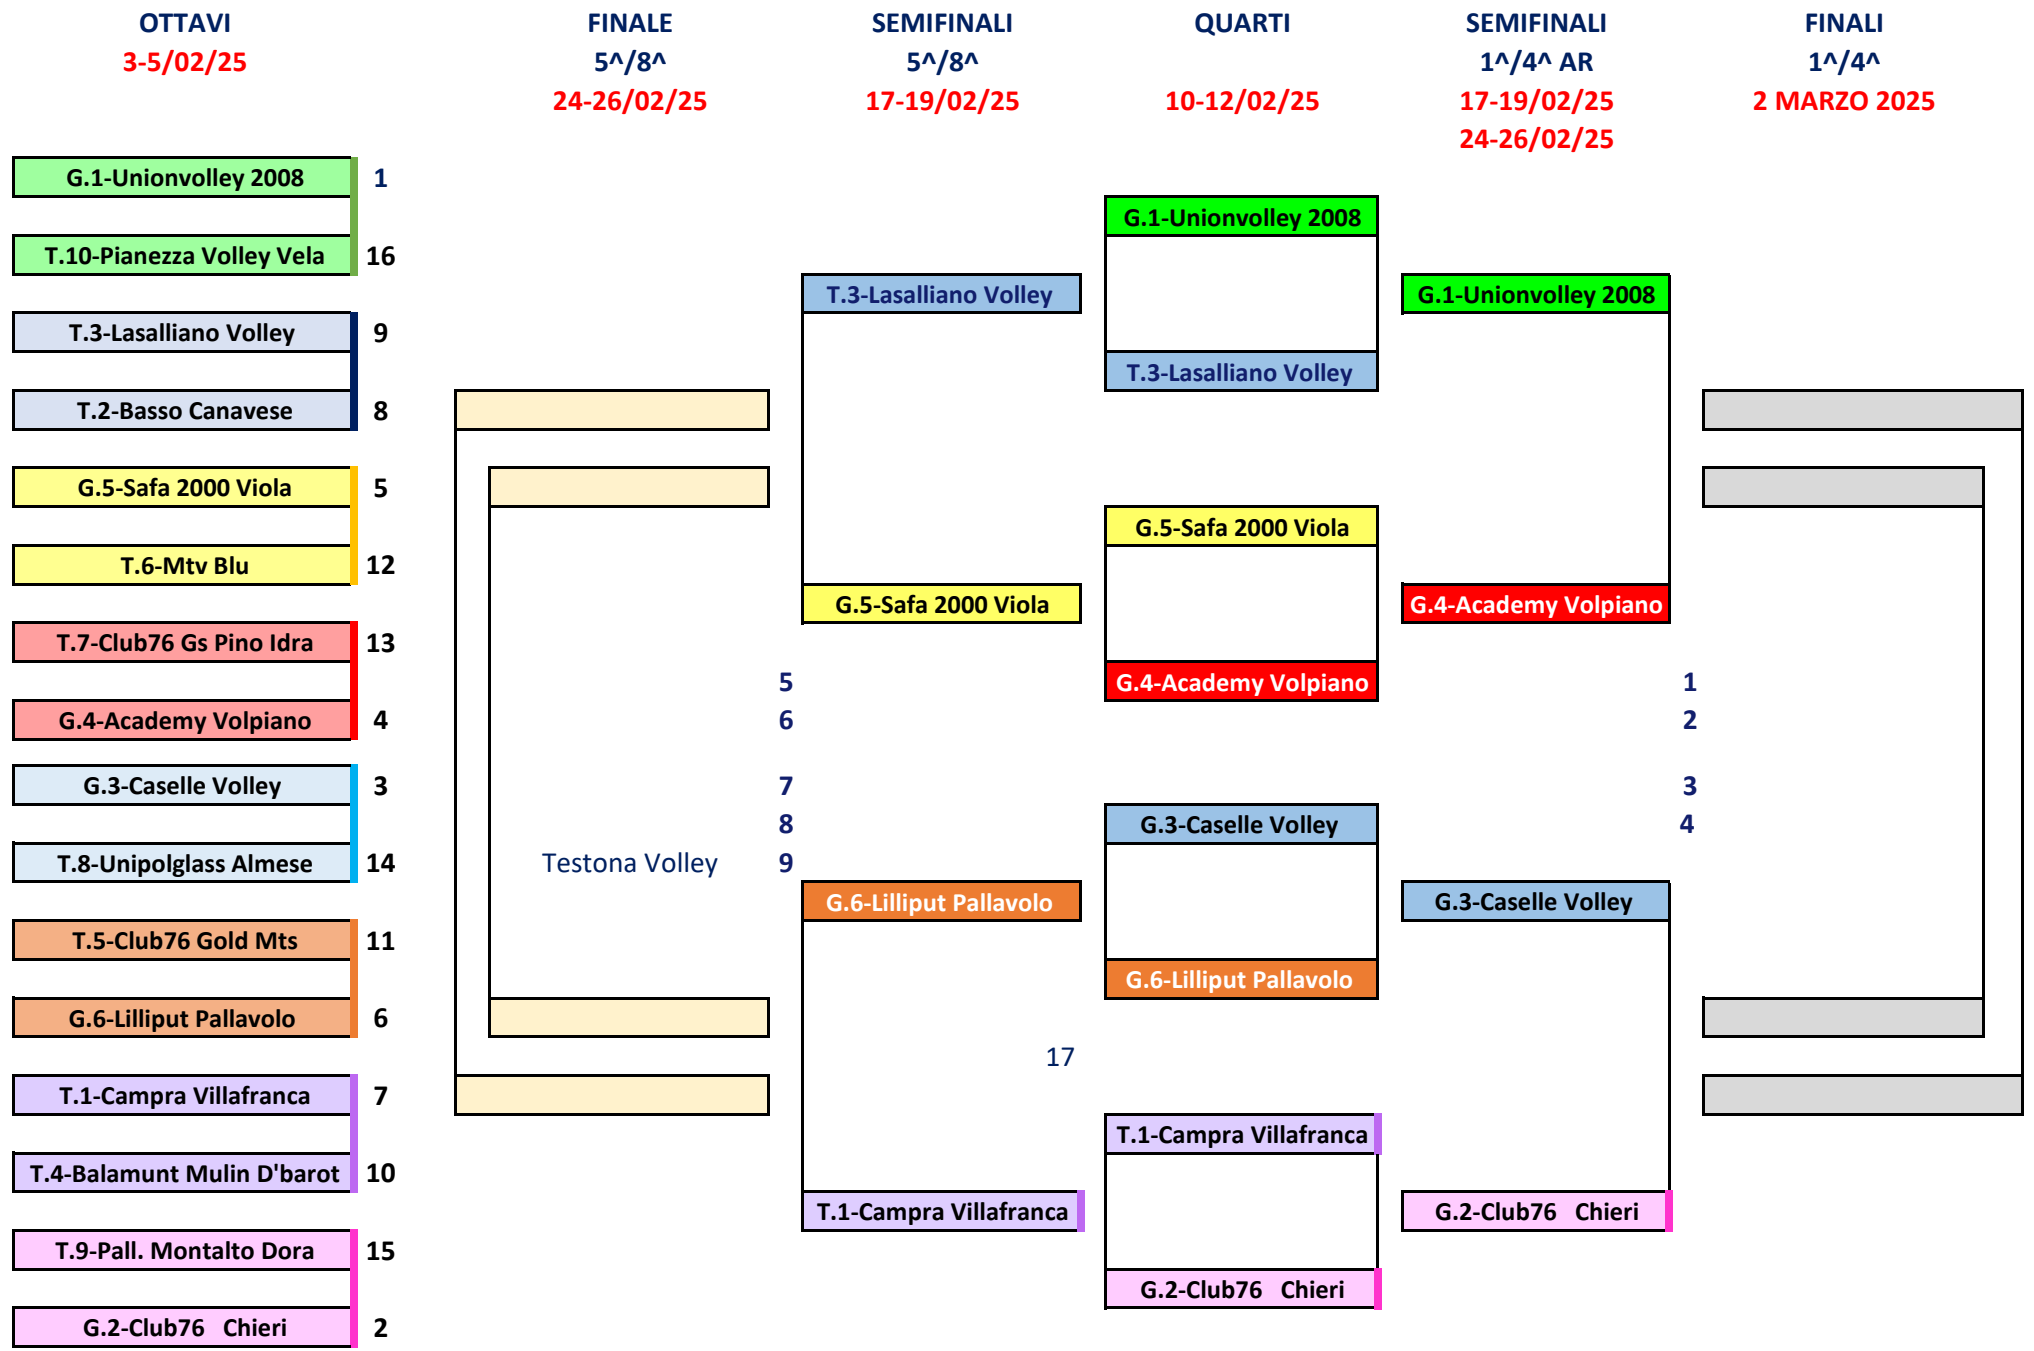 OTTAVI
3-5/02/25
FINALE
5^/8^
24-26/02/25
SEMIFINALI
5^/8^
17-19/02/25
QUARTI
10-12/02/25
SEMIFINALI
1^/4^ AR
17-19/02/25
24-26/02/25
FINALI
1^/4^
2 MARZO 2025
G.1-Unionvolley 2008 1
T.10-Pianezza Volley Vela 16
T.3-Lasalliano Volley 9
T.2-Basso Canavese 8
G.5-Safa 2000 Viola 5
T.6-Mtv Blu 12
T.7-Club76 Gs Pino Idra 13
G.4-Academy Volpiano 4
G.3-Caselle Volley 3
T.8-Unipolglass Almese 14
T.5-Club76 Gold Mts 11
G.6-Lilliput Pallavolo 6
T.1-Campra Villafranca 7
T.4-Balamunt Mulin D'barot 10
T.9-Pall. Montalto Dora 15
G.2-Club76 Chieri 2
5
6
7
8
Testona Volley 9
T.3-Lasalliano Volley
G.5-Safa 2000 Viola
G.6-Lilliput Pallavolo
17
T.1-Campra Villafranca
G.1-Unionvolley 2008
T.3-Lasalliano Volley
G.5-Safa 2000 Viola
G.4-Academy Volpiano
G.3-Caselle Volley
G.6-Lilliput Pallavolo
T.1-Campra Villafranca
G.2-Club76 Chieri
G.1-Unionvolley 2008
G.4-Academy Volpiano
G.3-Caselle Volley
G.2-Club76 Chieri
1
2
3
4